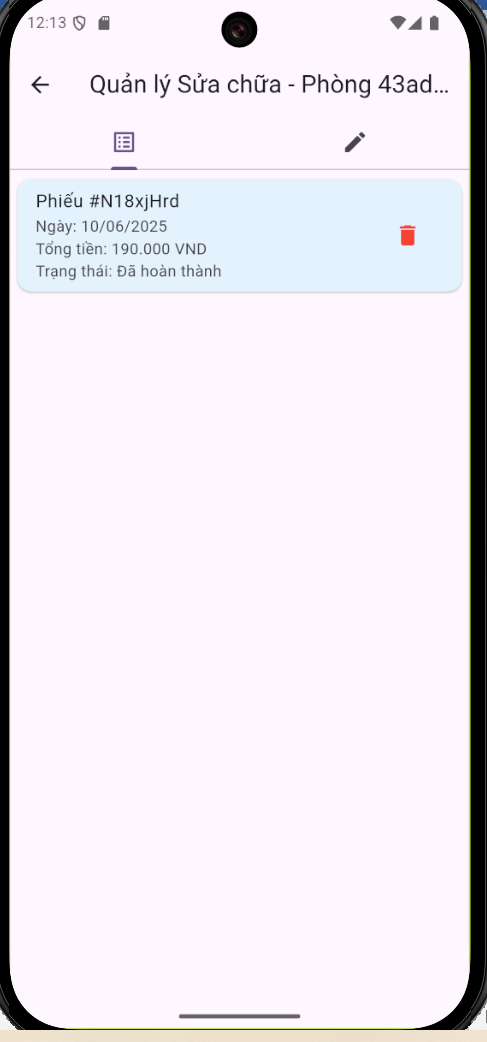 12:13
Quản lý Sửa chữa - Phòng 43ad...
Phiếu #N18xjHrd
Ngày: 10/06/2025
Tổng tiền: 190.000 VND
Trạng thái: Đã hoàn thành